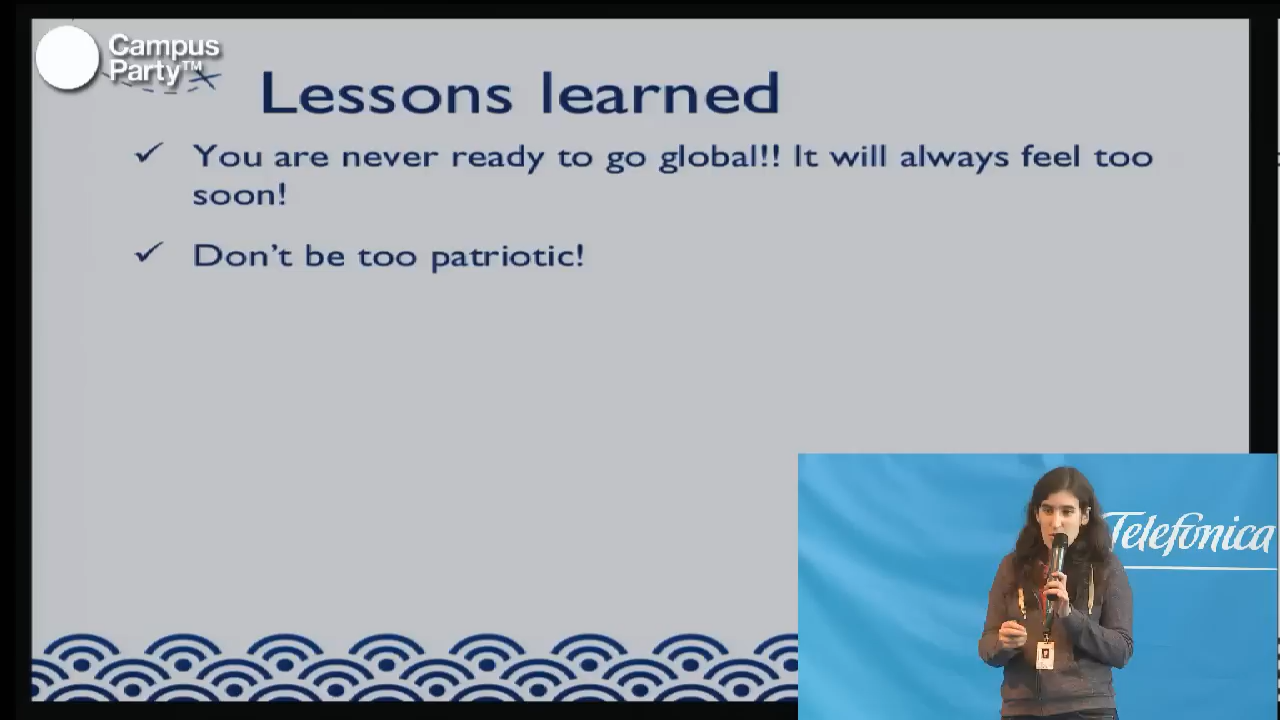 Campus
Party™
Lessons learned
✓ You are never ready to go global!! It will always feel too
soon!
✓ Don't be too patriotic!
Telefónica